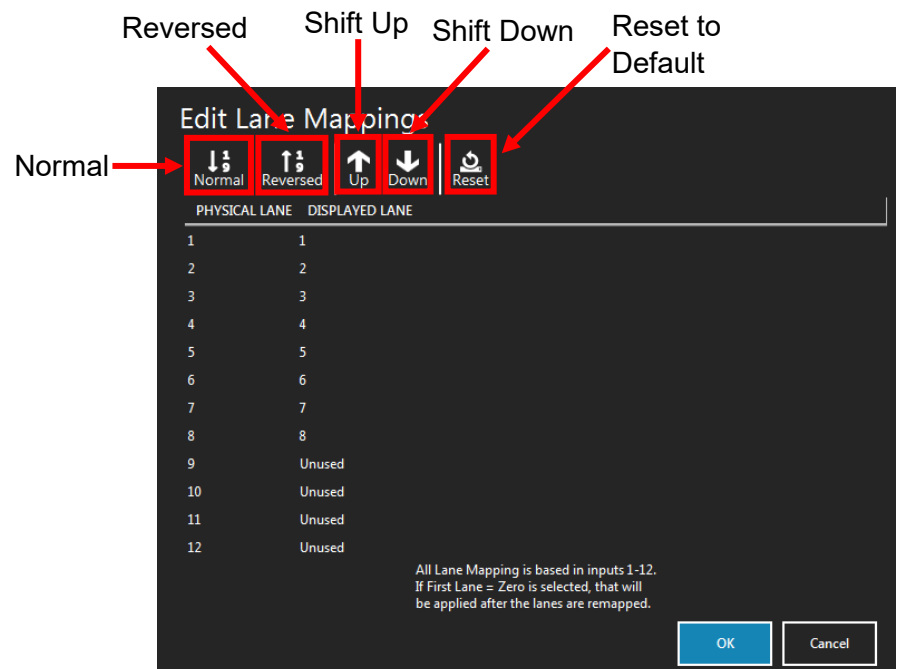 Reversed
Shift Up
Shift Down
Reset to
Default
Normal
Edit Lane Mappings
Normal
Reversed
Up
Down
Reset
PHYSICAL LANE DISPLAYED LANE
1 1
2 2
3 3
4 4
5 5
6 6
7 7
8 8
9 Unused
10 Unused
11 Unused
12 Unused
All Lane Mapping is based in inputs 1-12.
If First Lane = Zero is selected, that will
be applied after the lanes are remapped.
OK
Cancel